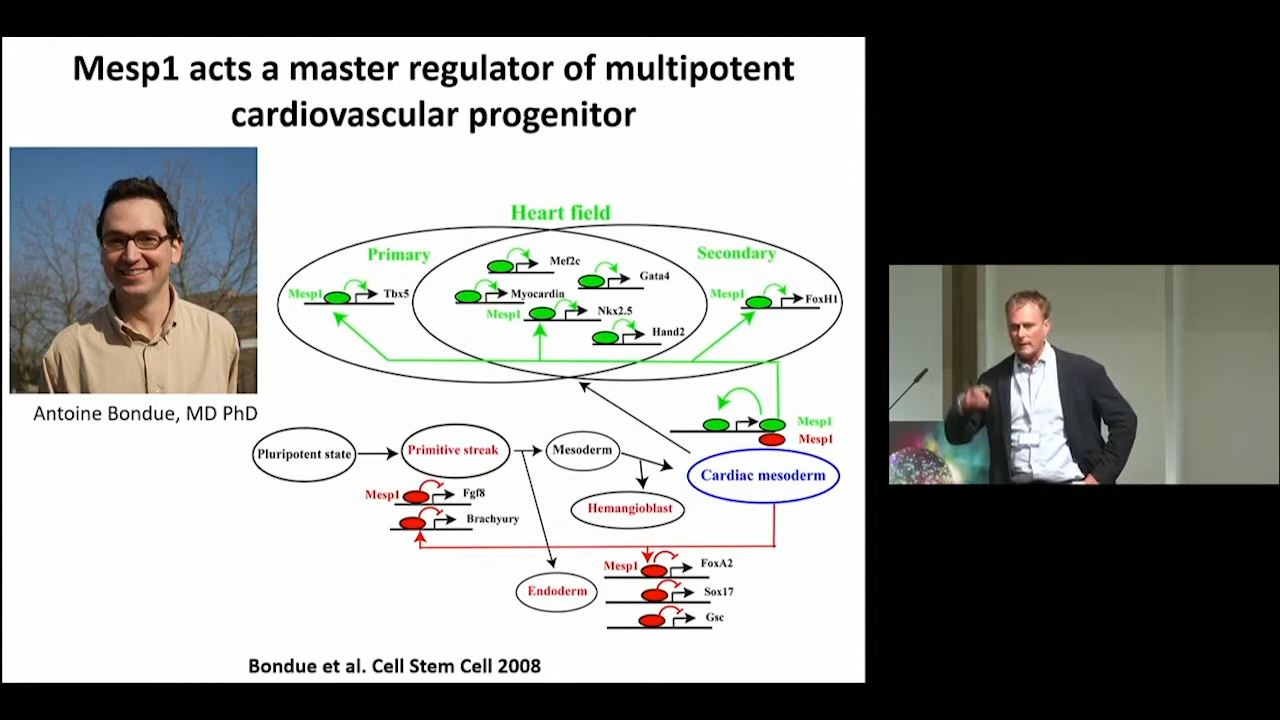 Mesp1 acts a master regulator of multipotent
cardiovascular progenitor
Antoine Bondue, MD PhD
Heart field
Primary
Secondary
Mef2c
Gata4
Mesp1
Tbx5
Myocardin
Mesp1
Nkx2.5
Hand2
Mesp1
FoxH1
Mesp1
Mesp1
Pluripotent state
Primitive streak
Mesoderm
Cardiac mesoderm
Hemangioblast
Mesp1
Fgf8
Brachyury
Endoderm
Mesp1
FoxA2
Sox17
Gsc
Bondue et al. Cell Stem Cell 2008